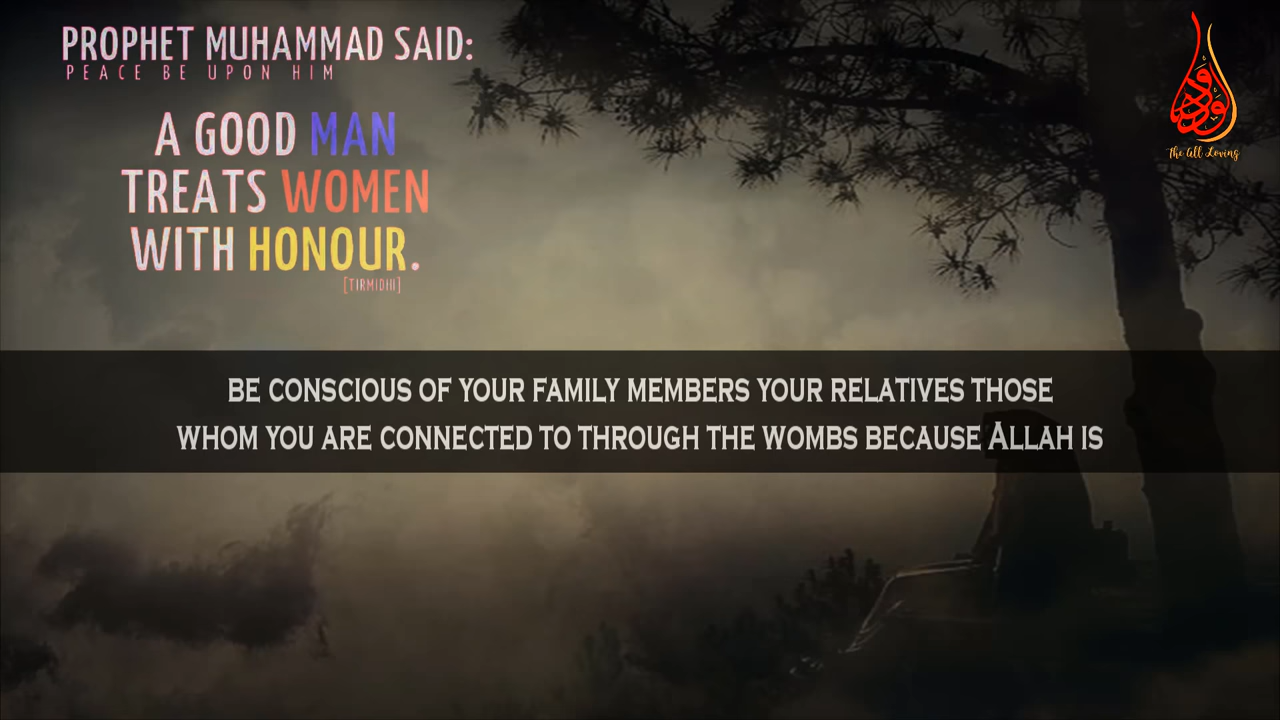 PROPHET MUHAMMAD SAID:
PEACE BE UPON HIM
A GOOD MAN
TREATS WOMEN
WITH HONOUR.
[TIRMIDHI]
الودود
The All Loving
BE CONSCIOUS OF YOUR FAMILY MEMBERS YOUR RELATIVES THOSE
WHOM YOU ARE CONNECTED TO THROUGH THE WOMBS BECAUSE ALLAH IS